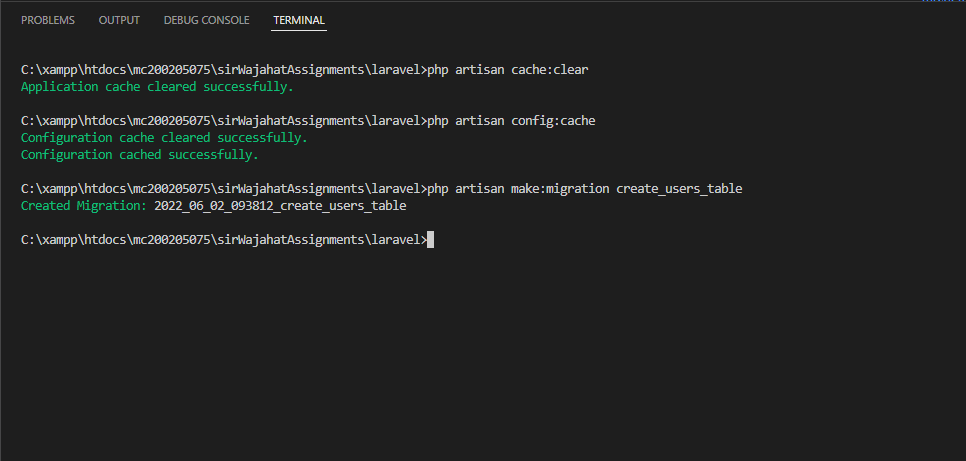 PROBLEMS OUTPUT DEBUG CONSOLE TERMINAL
C:\xampp\htdocs\mc200205075\sirWajahatAssignments\laravel>php artisan cache:clear
Application cache cleared successfully.
C:\xampp\htdocs\mc200205075\sirWajahatAssignments\laravel>php artisan config:cache
Configuration cache cleared successfully.
Configuration cached successfully.
C:\xampp\htdocs\mc200205075\sirWajahatAssignments\laravel>php artisan make:migration create_users_table
Created Migration: 2022_06_02_093812_create_users_table
C:\xampp\htdocs\mc200205075\sirWajahatAssignments\laravel>